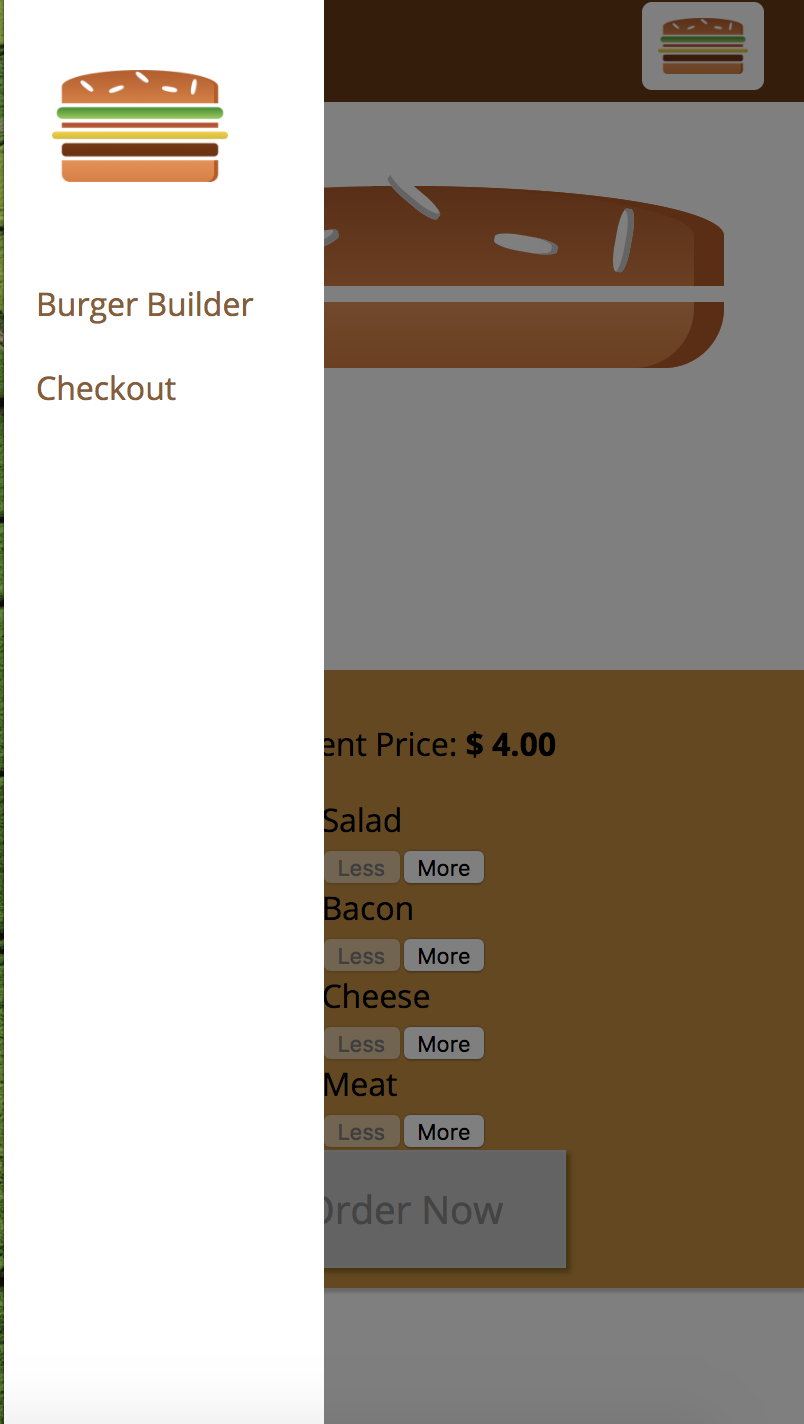 Burger Builder
Checkout
ent Price: $ 4.00
Salad
Less More
Bacon
Less More
Cheese
Less More
Meat
Less More
Order Now